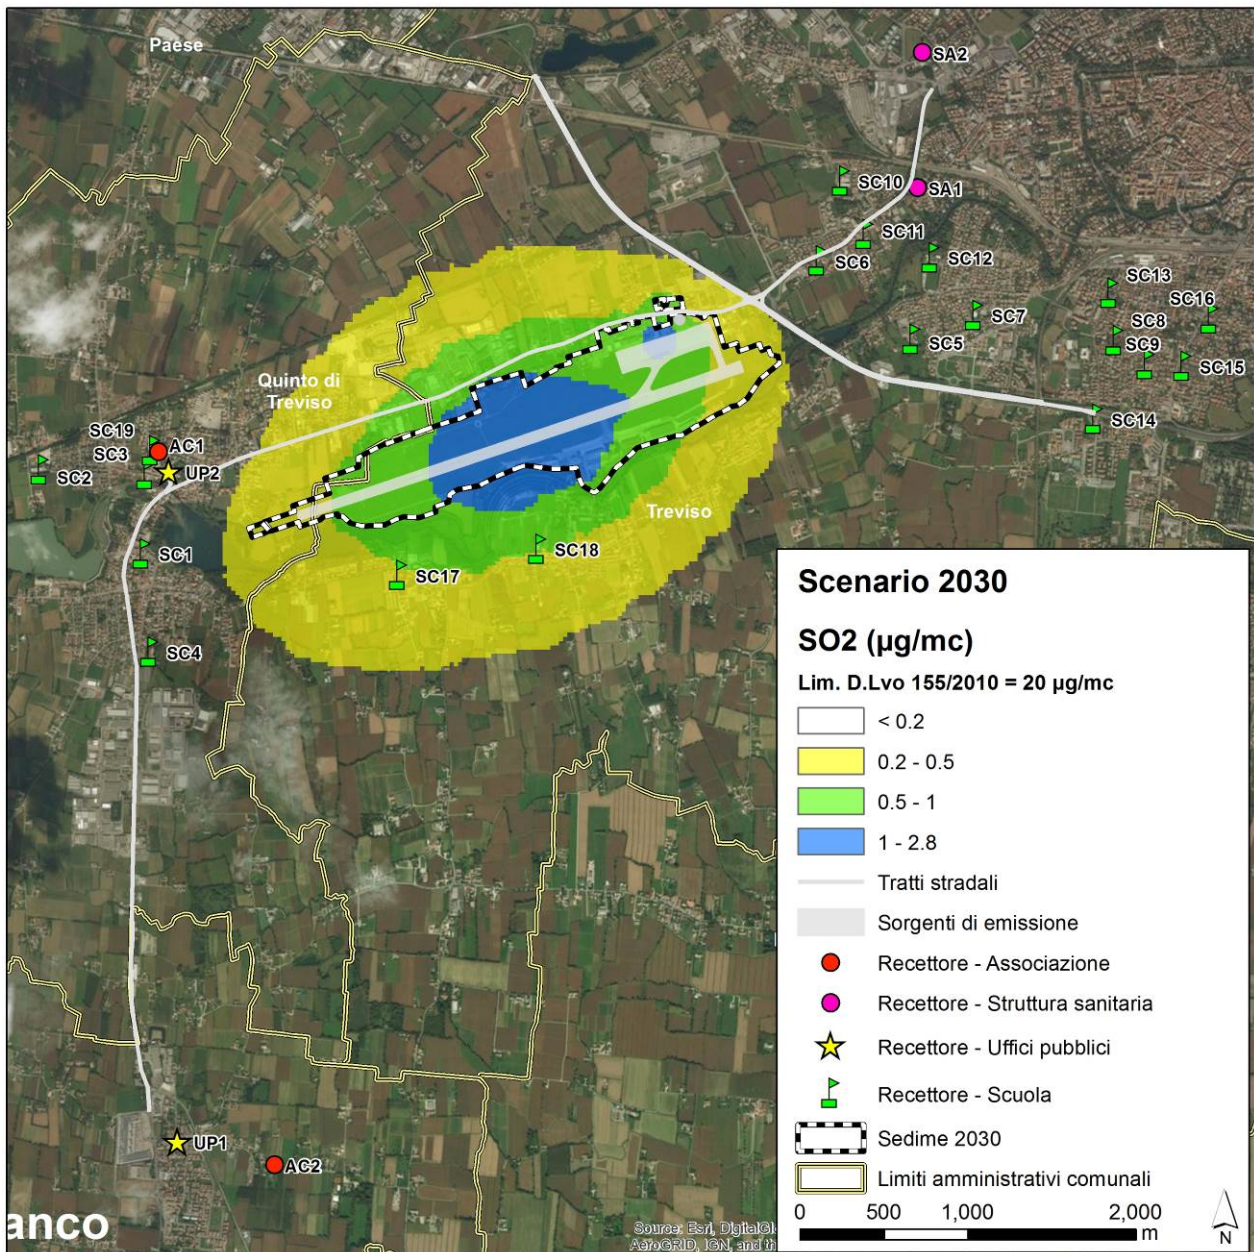 Paese
SA2
SC10
SA1
SC11
SC6
SC12
SC13
SC16
SC7
SC8
SC5
SC9
SC15
Quinto di
Treviso
SC14
SC19
AC1
SC3
SC2
UP2
Treviso
SC1
SC18
SC17
SC4
Scenario 2030
SO2 (µg/mc)
Lim. D.Lvo 155/2010 = 20 µg/mc
< 0.2
0.2 - 0.5
0.5 - 1
1 - 2.8
Tratti stradali
Sorgenti di emissione
Recettore - Associazione
Recettore - Struttura sanitaria
Recettore - Uffici pubblici
Recettore - Scuola
Sedime 2030
Limiti amministrativi comunali
0 500 1,000 2,000
m
N
UP1
AC2
anco
Source: Esri, DigitalGl
AeroGRID, IGN, and th